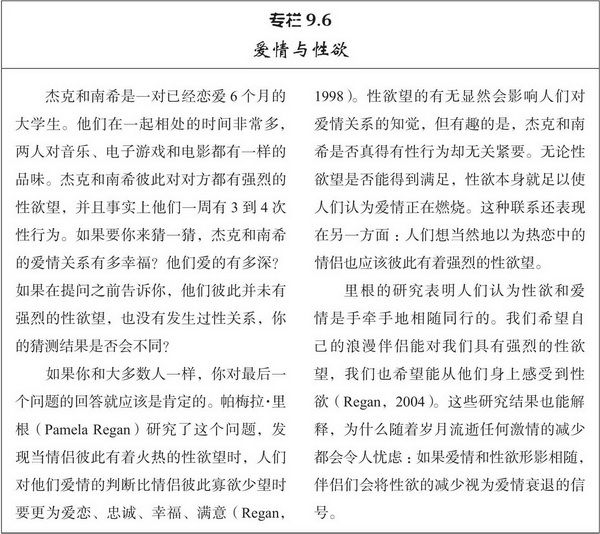 专栏 9.6
爱情与性欲
杰克和南希是一对已经恋爱 6 个月的
大学生。他们在一起相处的时间非常多，
两人对音乐、电子游戏和电影都有一样的
品味。杰克和南希彼此对对方都有强烈的
性欲望，并且事实上他们一周有 3 到 4 次
性行为。如果要你来猜一猜，杰克和南希
的爱情关系有多幸福？他们爱的有多深？
如果在提问之前告诉你，他们彼此并未有
强烈的性欲望，也没有发生过性关系，你
的猜测结果是否会不同？
如果你和大多数人一样，你对最后一
个问题的回答就应该是肯定的。帕梅拉·里
根（Pamela Regan）研究了这个问题，发
现当情侣彼此有着火热的性欲望时，人们
对他们爱情的判断比情侣彼此寡欲少望时
要更为爱恋、忠诚、幸福、满意（Regan，
1998）。性欲望的有无显然会影响人们对
爱情关系的知觉，但有趣的是，杰克和南
希是否真得有性行为却无关紧要。无论性
欲望是否能得到满足，性欲本身就足以使
人们认为爱情正在燃烧。这种联系还表现
在另一方面：人们想当然地以为热恋中的
情侣也应该彼此有着强烈的性欲望。
里根的研究表明人们认为性欲和爱
情是手牵手地相随同行的。我们希望自
己的浪漫伴侣能对我们具有强烈的性欲
望，我们也希望能从他们身上感受到性
欲（Regan, 2004）。这些研究结果也能解
释，为什么随着岁月流逝任何激情的减少
都会令人忧虑：如果爱情和性欲形影相随，
伴侣们会将性欲的减少视为爱情衰退的信
号。